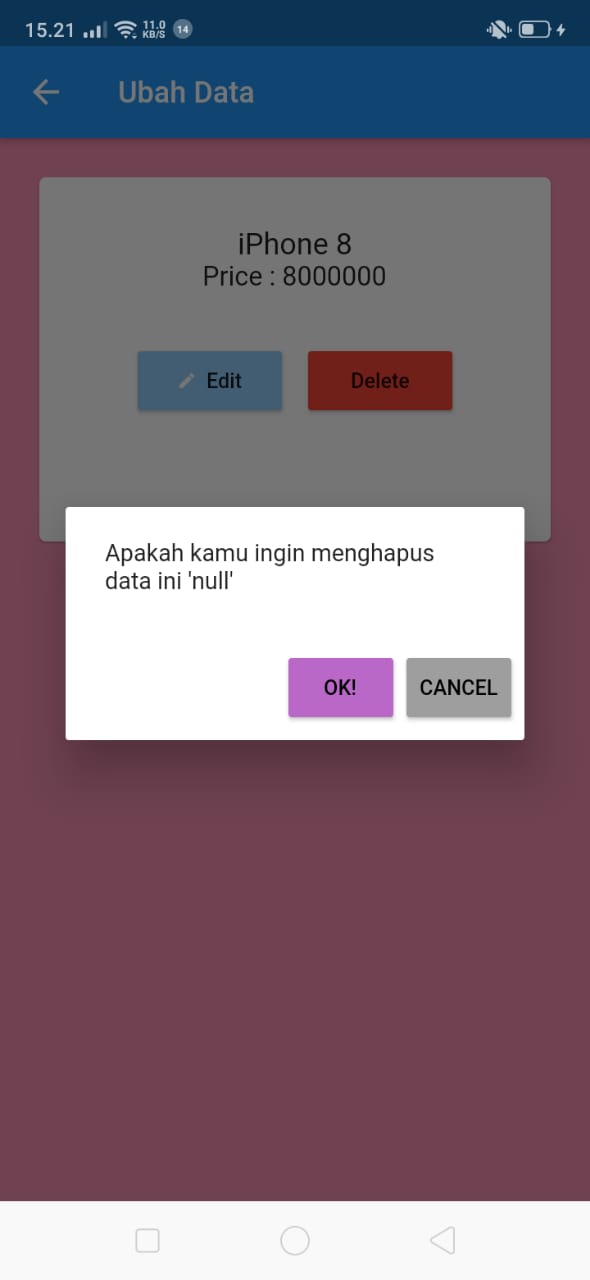 15.21 11.0 KB/S 14
Ubah Data
iPhone 8
Price : 8000000
Edit Delete
Apakah kamu ingin menghapus
data ini 'null'
OK! CANCEL